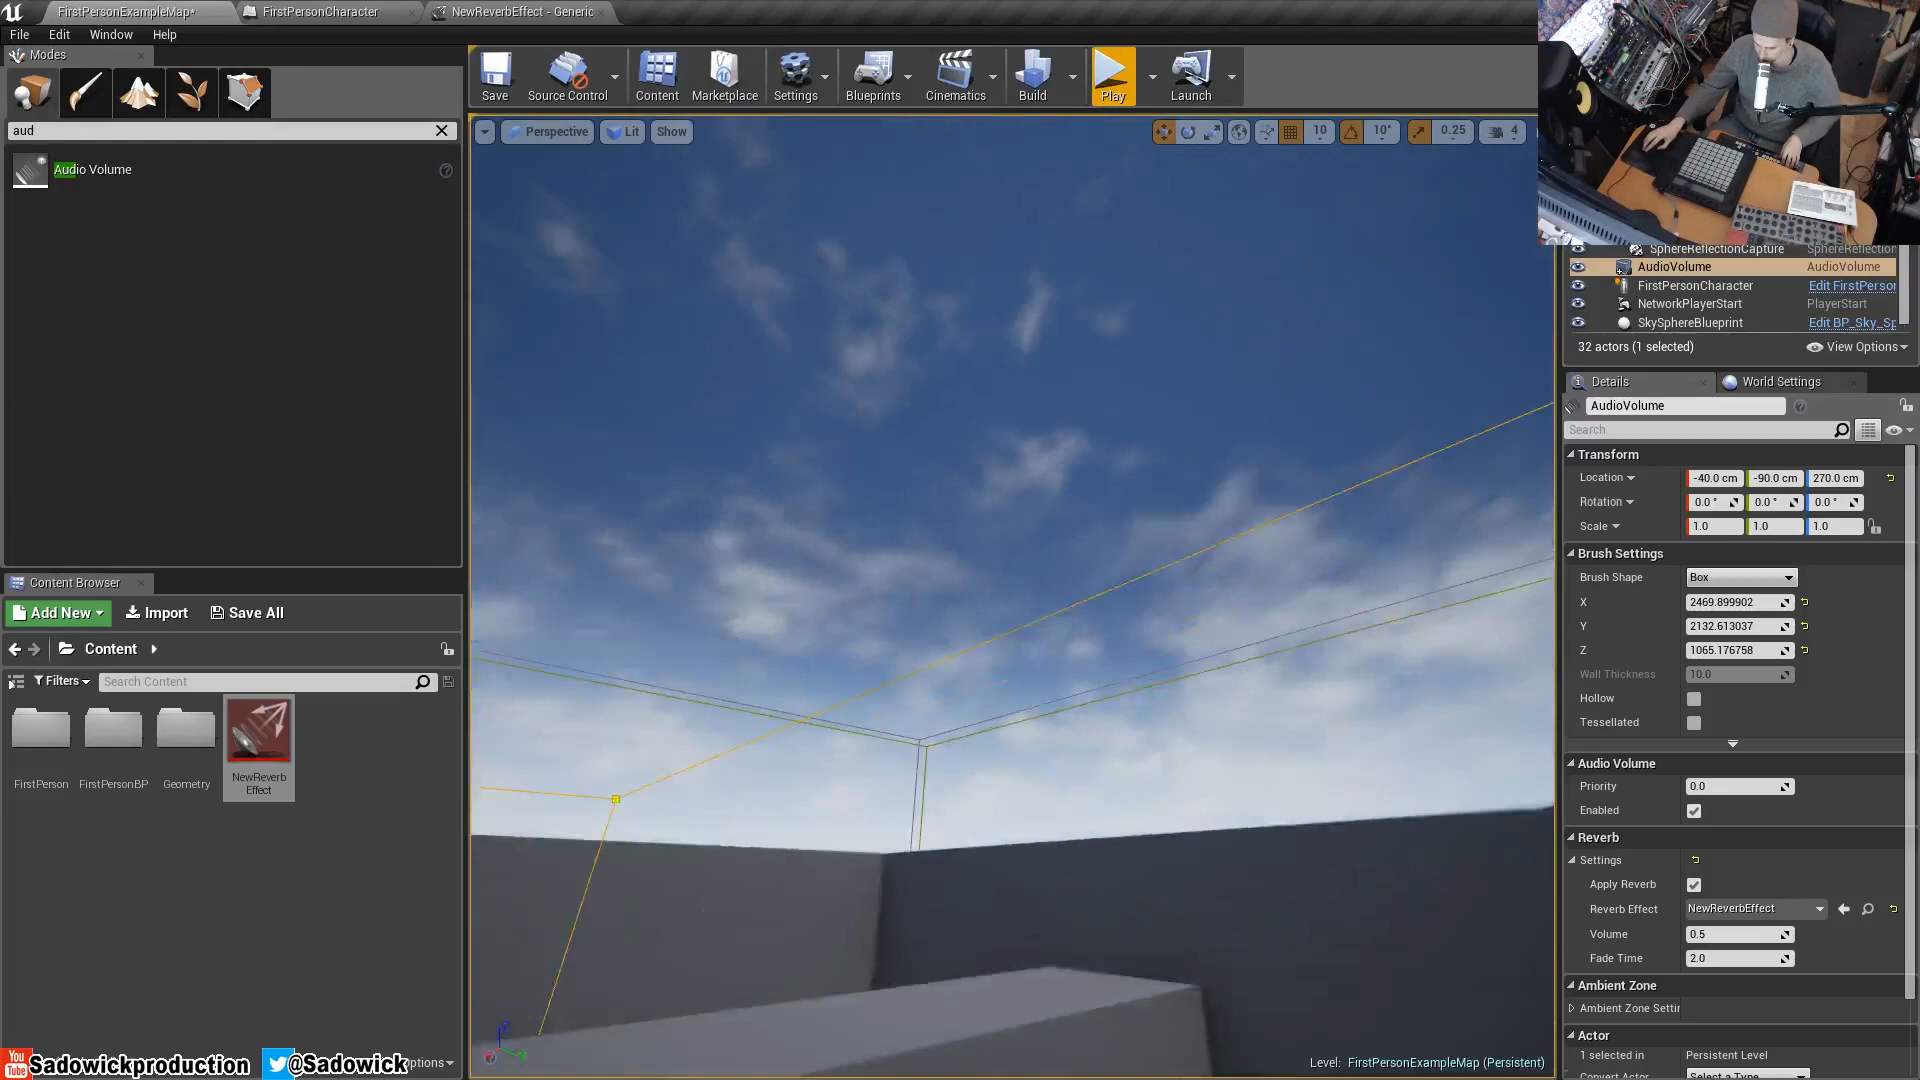 FirstPersonExampleMap*
FirstPersonCharacter
NewReverbEffect - Generic
File
Edit
Window
Help
Modes
Save
Source Control
Content
Marketplace
Settings
Blueprints
Cinematics
Build
Play
Launch
aud
Perspective
Lit
Show
10
10°
0.25
4
Audio Volume
SphereReflectionCapture
SphereReflection
AudioVolume
AudioVolume
FirstPersonCharacter
Edit FirstPerson
NetworkPlayerStart
PlayerStart
SkySphereBlueprint
Edit BP_Sky_Sp
32 actors (1 selected)
View Options
Details
World Settings
AudioVolume
Search
Transform
Location
-40.0 cm
-90.0 cm
270.0 cm
Rotation
0.0 °
0.0 °
0.0 °
Scale
1.0
1.0
1.0
Brush Settings
Brush Shape
Box
X
2469.899902
Y
2132.613037
Z
1065.176758
Wall Thickness
10.0
Hollow
Tessellated
Audio Volume
Priority
0.0
Enabled
Reverb
Settings
Apply Reverb
Reverb Effect
NewReverbEffect
Volume
0.5
Fade Time
2.0
Ambient Zone
Ambient Zone Settin
Actor
1 selected in
Persistent Level
Convert Actor
Select a Type
Content Browser
Add New
Import
Save All
Content
Filters
Search Content
FirstPerson
FirstPersonBP
Geometry
NewReverb
Effect
You
Tube
Sadowickproduction
@Sadowick
ptions
Level: FirstPersonExampleMap (Persistent)